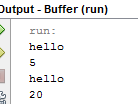 Output - Buffer (run)
run:
hello
5
hello
20